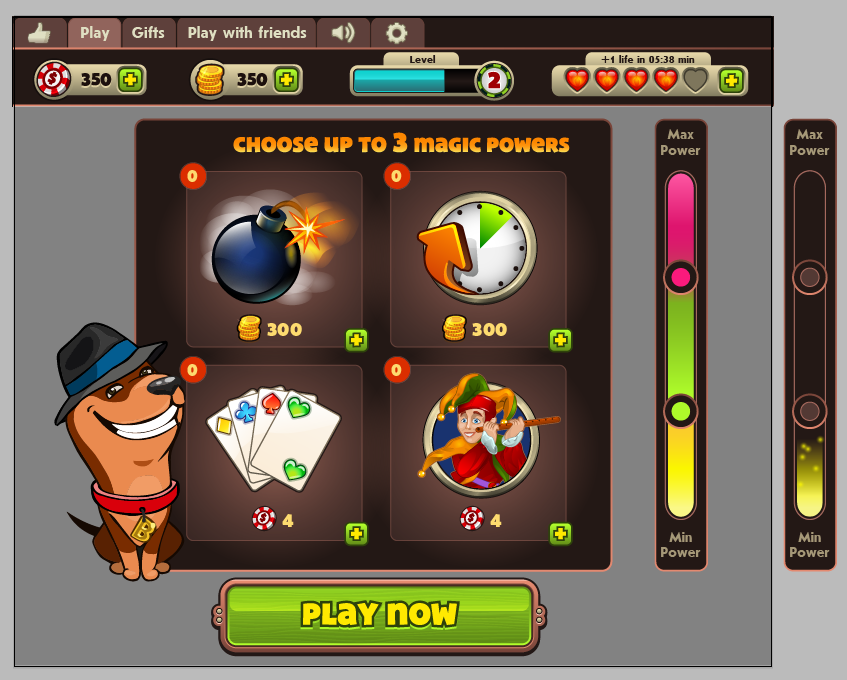 Play
Gifts
Play with friends
350
350
Level
2
+1 life in 05:38 min
CHOOSE UP TO 3 MAGIC POWERS
0
0
300
300
0
0
4
4
B
PLAY NOW
Max
Power
Min
Power
Max
Power
Min
Power